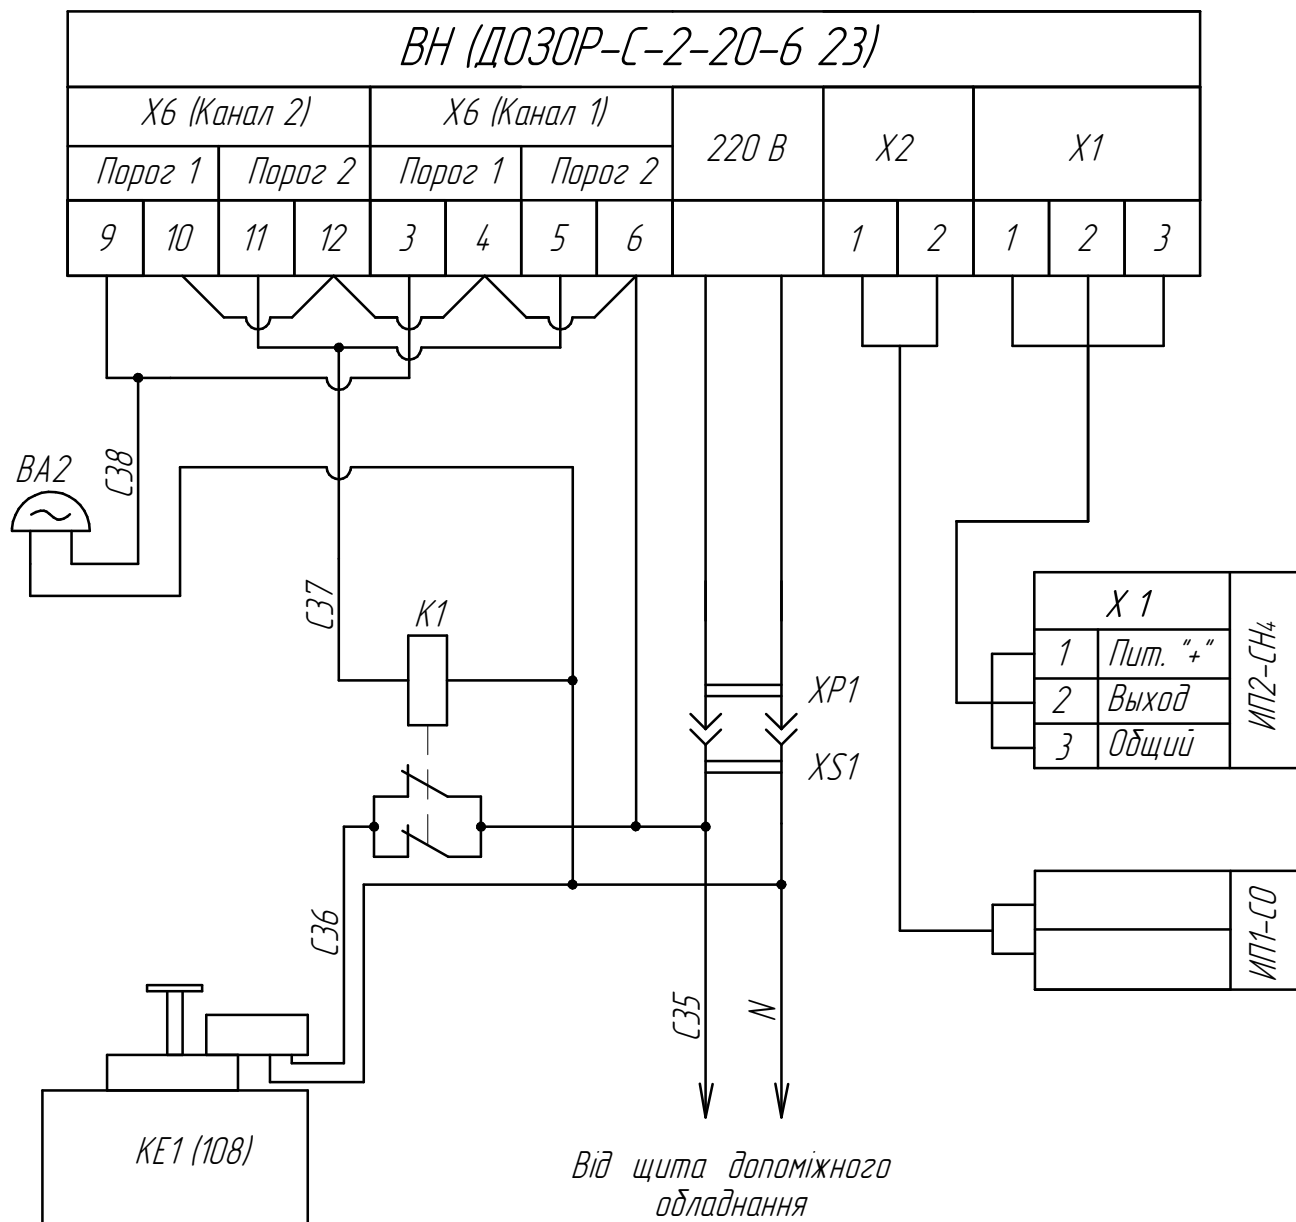 ВН (ДОЗОР-С-2-20-6 23)
Х6 (Канал 2) Х6 (Канал 1) 220 В Х2 Х1
Порог 1 Порог 2 Порог 1 Порог 2
9 10 11 12 3 4 5 6 1 2 1 2 3
ВА2
С38
С37
К1
ХР1
XS1
С36
С35
N
Х 1
1 Пит. "+"
2 Выход
3 Общий
ИП2-СН₄
ИП1-СО
КЕ1 (108)
Від щита допоміжного
обладнання